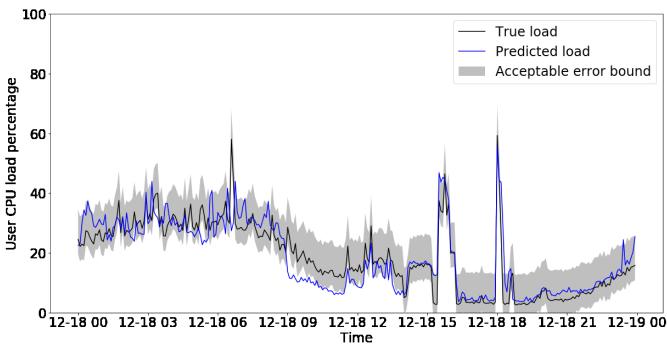 100
80
60
40
20
0
User CPU load percentage
True load
Predicted load
Acceptable error bound
12-18 00 12-18 03 12-18 06 12-18 09 12-18 12 12-18 15 12-18 18 12-18 21 12-19 00
Time